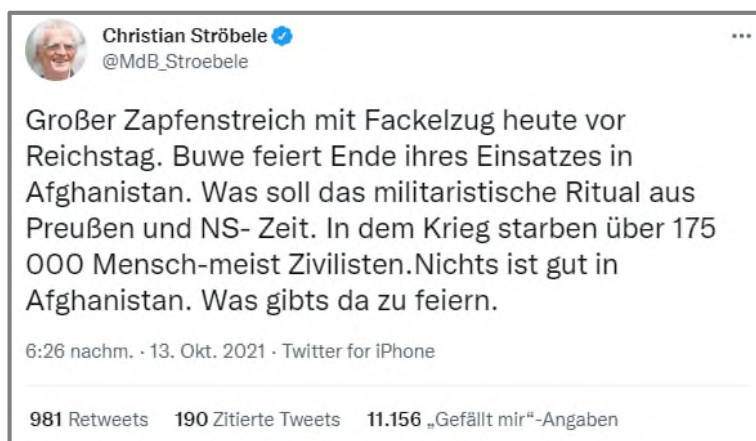 Christian Ströbele
@MdB_Stroebele
Großer Zapfenstreich mit Fackelzug heute vor
Reichstag. Buwe feiert Ende ihres Einsatzes in
Afghanistan. Was soll das militaristische Ritual aus
Preußen und NS- Zeit. In dem Krieg starben über 175
000 Mensch-meist Zivilisten.Nichts ist gut in
Afghanistan. Was gibts da zu feiern.
6:26 nachm. · 13. Okt. 2021 · Twitter for iPhone
981 Retweets 190 Zitierte Tweets 11.156 „Gefällt mir“-Angaben